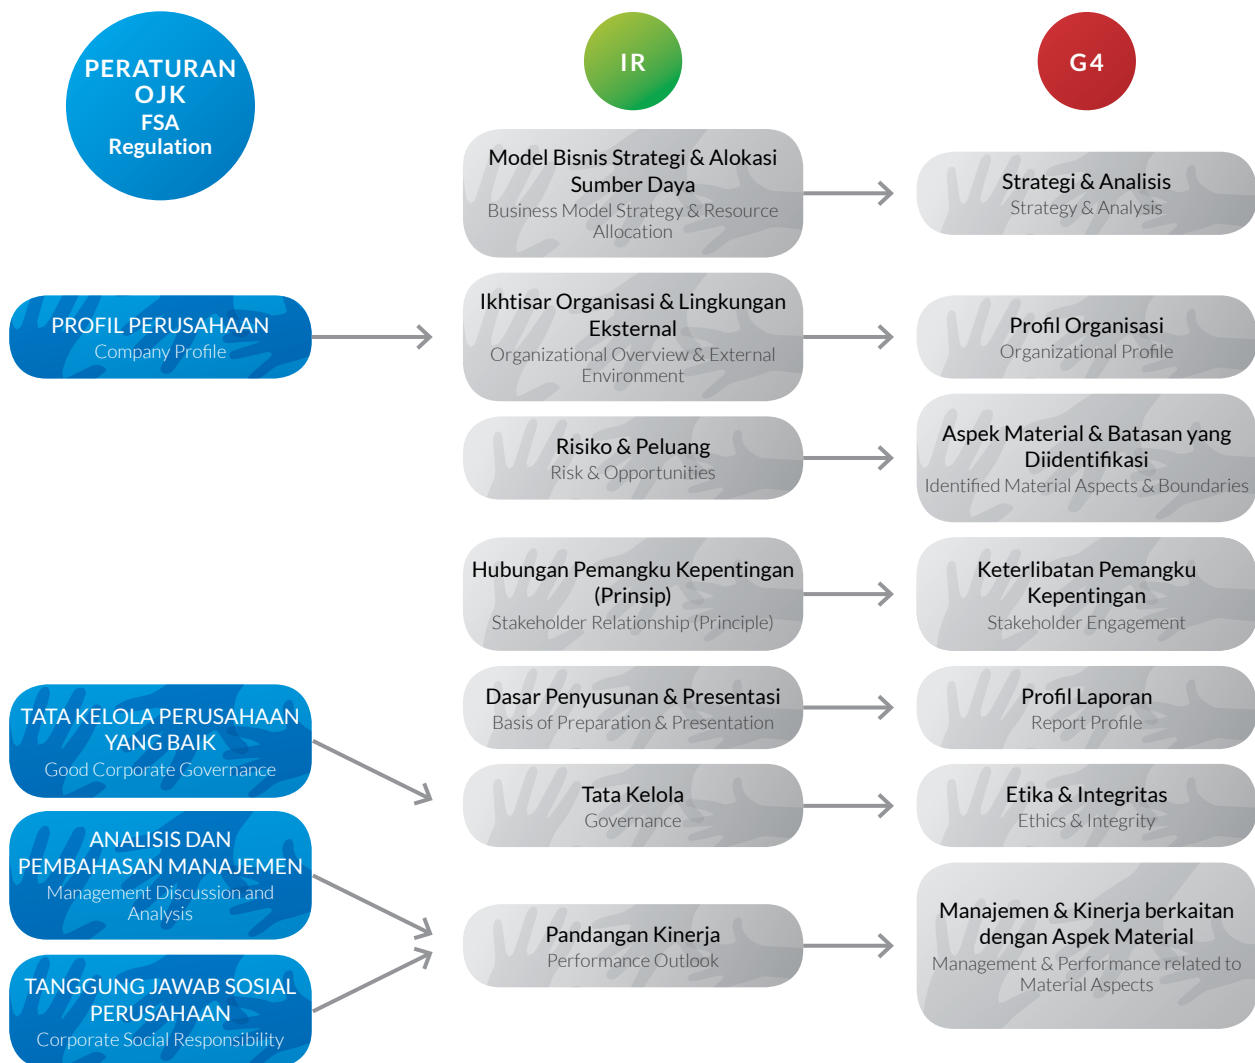 PERATURAN
OJK
FSA
Regulation
IR
G4
Model Bisnis Strategi & Alokasi
Sumber Daya
Business Model Strategy & Resource
Allocation
Strategi & Analisis
Strategy & Analysis
PROFIL PERUSAHAAN
Company Profile
Ikhtisar Organisasi & Lingkungan
Eksternal
Organizational Overview & External
Environment
Profil Organisasi
Organizational Profile
Risiko & Peluang
Risk & Opportunities
Aspek Material & Batasan yang
Diidentifikasi
Identified Material Aspects & Boundaries
Hubungan Pemangku Kepentingan
(Prinsip)
Stakeholder Relationship (Principle)
Keterlibatan Pemangku
Kepentingan
Stakeholder Engagement
TATA KELOLA PERUSAHAAN
YANG BAIK
Good Corporate Governance
Dasar Penyusunan & Presentasi
Basis of Preparation & Presentation
Profil Laporan
Report Profile
Tata Kelola
Governance
Etika & Integritas
Ethics & Integrity
ANALISIS DAN
PEMBAHASAN MANAJEMEN
Management Discussion and
Analysis
Pandangan Kinerja
Performance Outlook
Manajemen & Kinerja berkaitan
dengan Aspek Material
Management & Performance related to
Material Aspects
TANGGUNG JAWAB SOSIAL
PERUSAHAAN
Corporate Social Responsibility